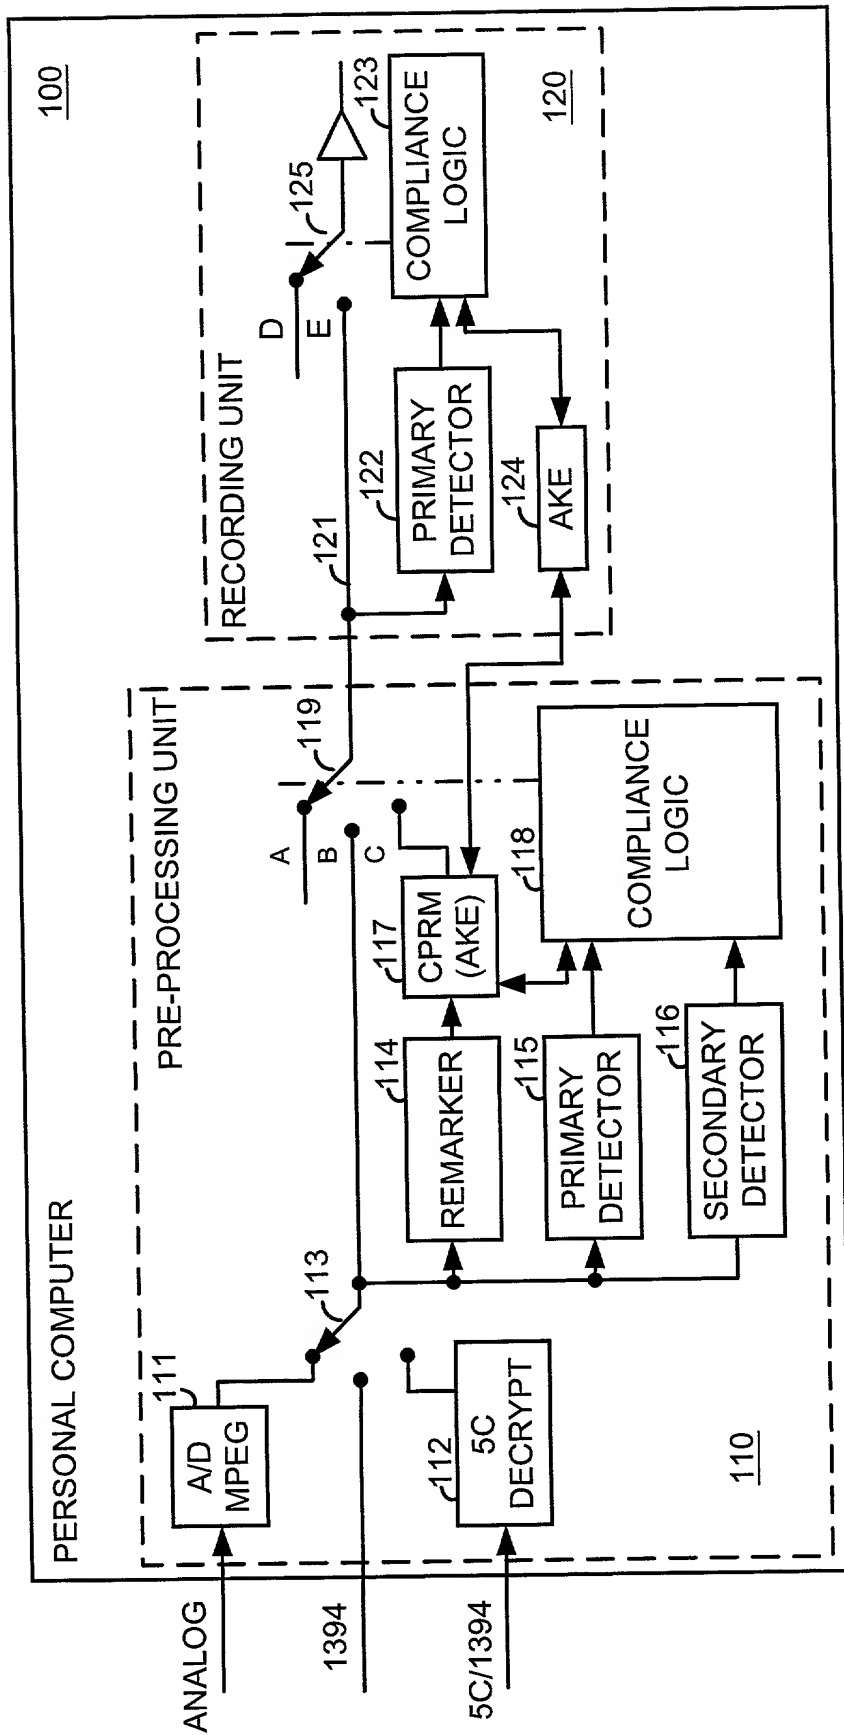 PERSONAL COMPUTER
100
PRE-PROCESSING UNIT
RECORDING UNIT
ANALOG
111
A/D
MPEG
1394
5C/1394
112
5C
DECRYPT
113
110
114
REMARKER
115
PRIMARY
DETECTOR
116
SECONDARY
DETECTOR
117
CPRM
(AKE)
118
COMPLIANCE
LOGIC
A
B
C
119
121
122
PRIMARY
DETECTOR
124
AKE
D
E
125
123
COMPLIANCE
LOGIC
120